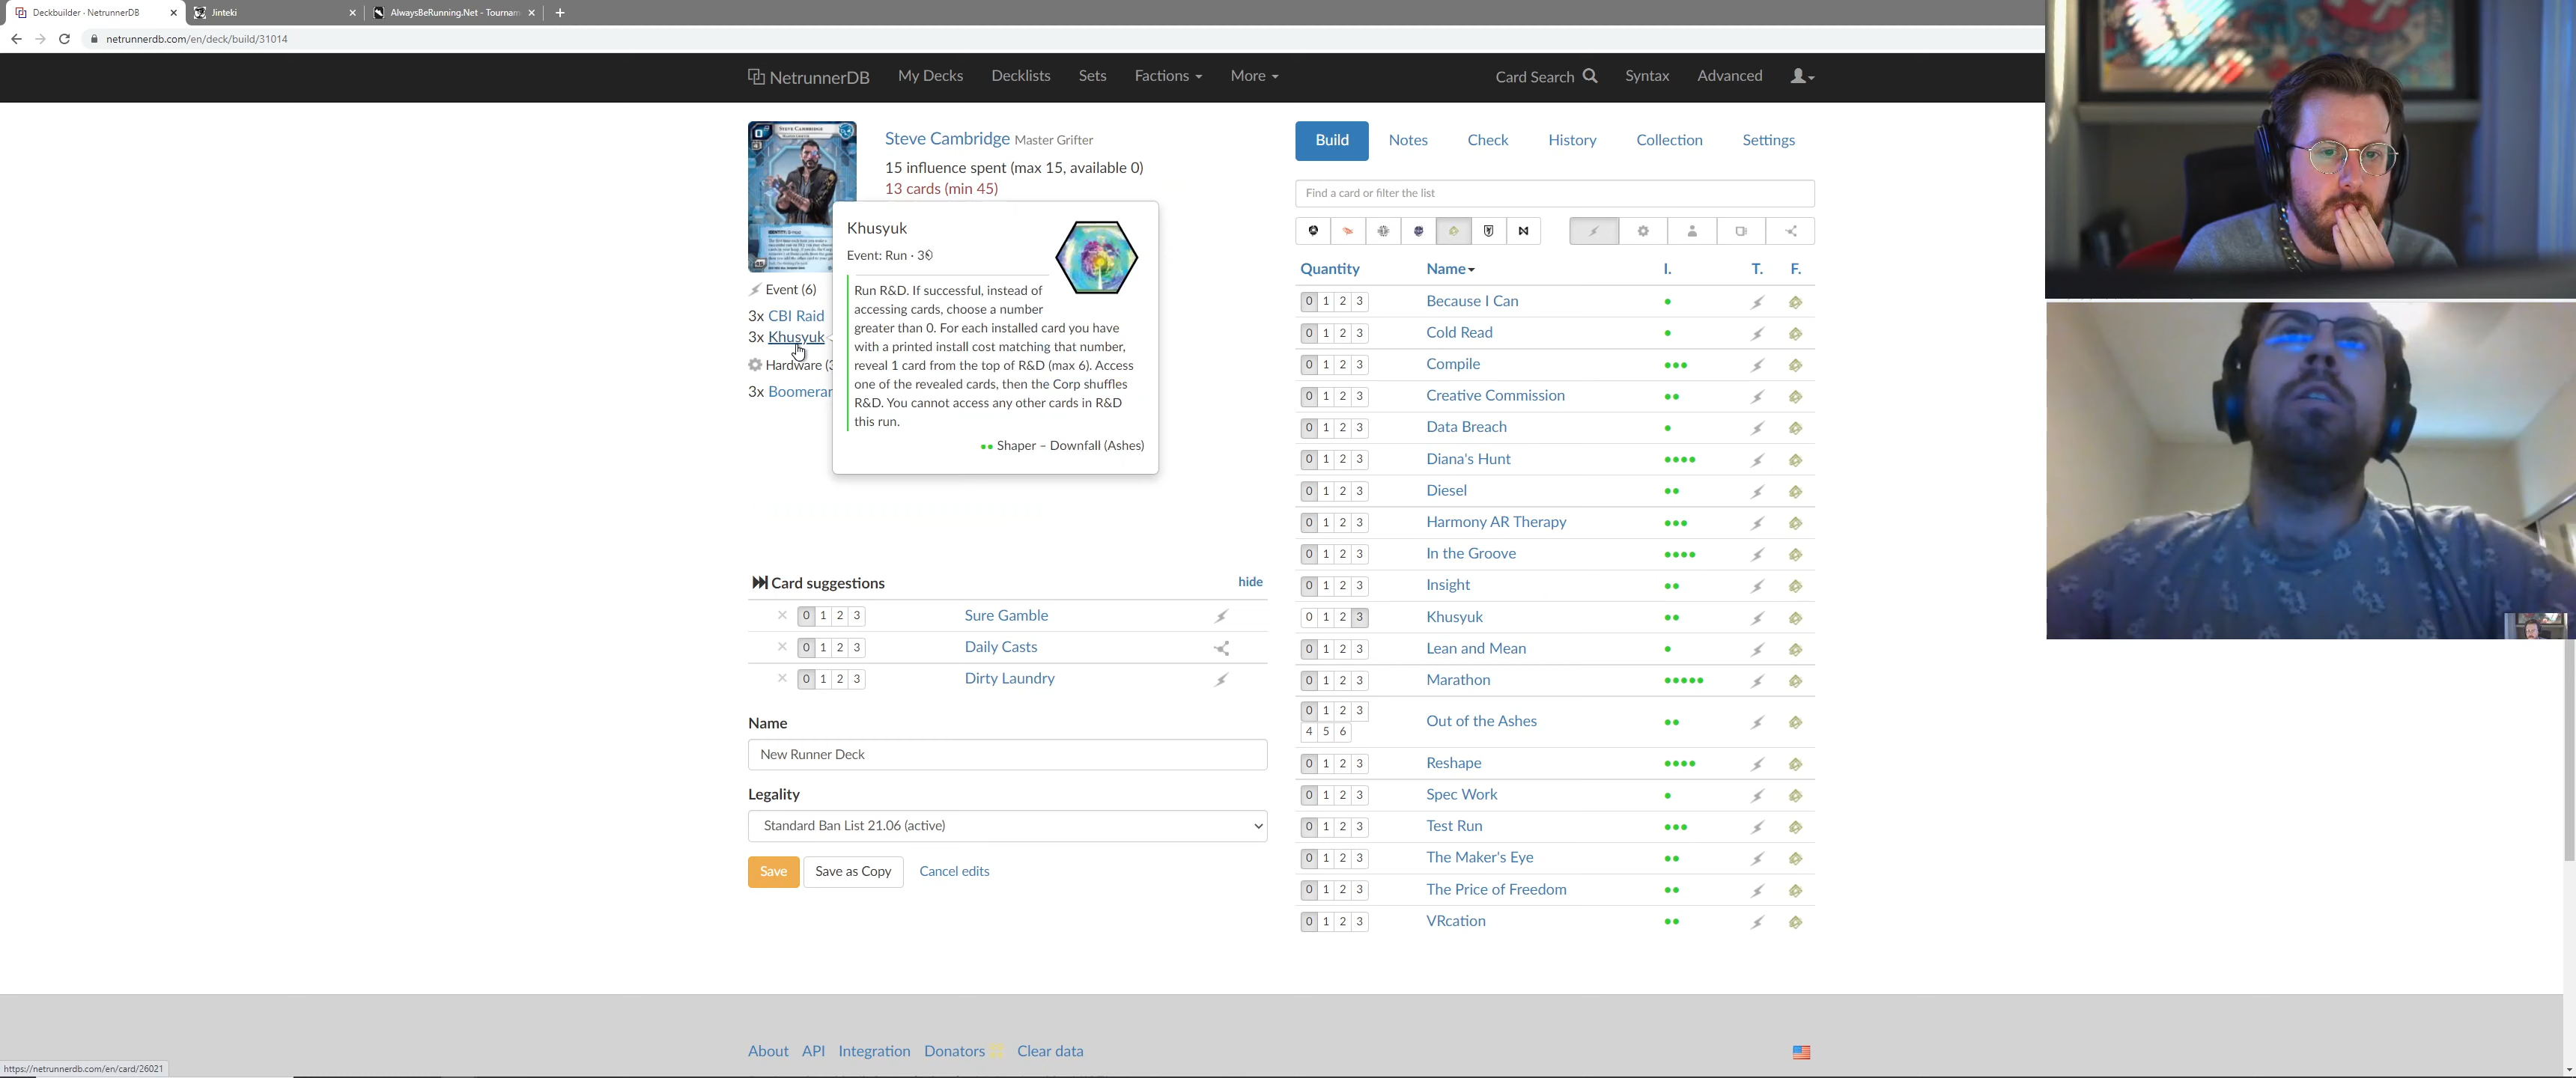 Deckbuilder - NetrunnerDB
Jinteki
AlwaysBeRunning.Net - Tournam
netrunnerdb.com/en/deck/build/31014
NetrunnerDB
My Decks
Decklists
Sets
Factions
More
Card Search
Syntax
Advanced
STEVE CAMBRIDGE
Steve Cambridge Master Grifter
15 influence spent (max 15, available 0)
13 cards (min 45)
Event (6)
3x CBI Raid
3x Khusyuk
Hardware (3
3x Boomeran
Khusyuk
Event: Run · 3
Run R&D. If successful, instead of
accessing cards, choose a number
greater than 0. For each installed card you have
with a printed install cost matching that number,
reveal 1 card from the top of R&D (max 6). Access
one of the revealed cards, then the Corp shuffles
R&D. You cannot access any other cards in R&D
this run.
Shaper – Downfall (Ashes)
Card suggestions
hide
0 1 2 3 Sure Gamble
0 1 2 3 Daily Casts
0 1 2 3 Dirty Laundry
Name
New Runner Deck
Legality
Standard Ban List 21.06 (active)
Save
Save as Copy
Cancel edits
Build
Notes
Check
History
Collection
Settings
Find a card or filter the list
Quantity Name I. T. F.
0 1 2 3 Because I Can
0 1 2 3 Cold Read
0 1 2 3 Compile
0 1 2 3 Creative Commission
0 1 2 3 Data Breach
0 1 2 3 Diana's Hunt
0 1 2 3 Diesel
0 1 2 3 Harmony AR Therapy
0 1 2 3 In the Groove
0 1 2 3 Insight
0 1 2 3 Khusyuk
0 1 2 3 Lean and Mean
0 1 2 3 Marathon
0 1 2 3
4 5 6
Out of the Ashes
0 1 2 3 Reshape
0 1 2 3 Spec Work
0 1 2 3 Test Run
0 1 2 3 The Maker's Eye
0 1 2 3 The Price of Freedom
0 1 2 3 VRcation
About
API
Integration
Donators
Clear data
https://netrunnerdb.com/en/card/26021